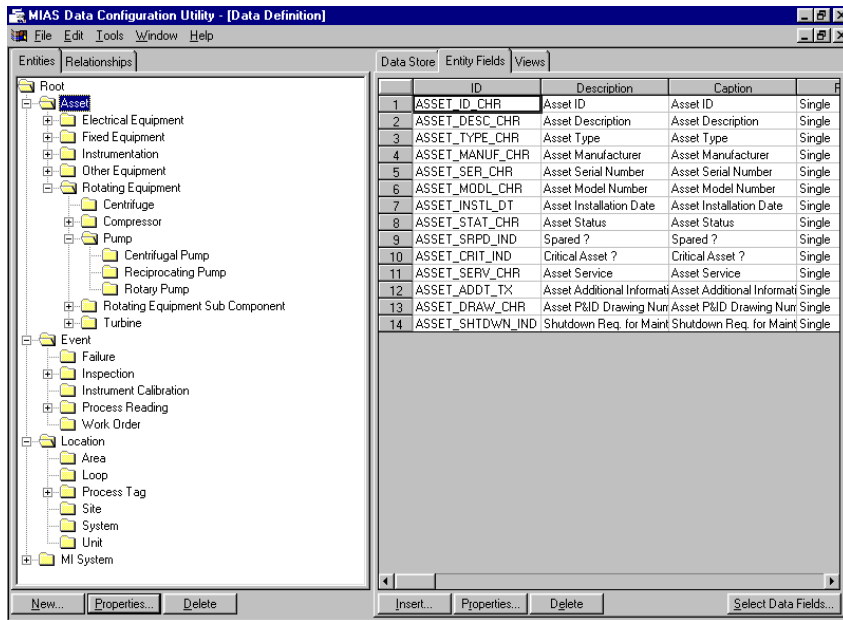 MIAS Data Configuration Utility - [Data Definition]
File Edit Tools Window Help
Entities Relationships
Root
Asset
Electrical Equipment
Fixed Equipment
Instrumentation
Other Equipment
Rotating Equipment
Centrifuge
Compressor
Pump
Centrifugal Pump
Reciprocating Pump
Rotary Pump
Rotating Equipment Sub Component
Turbine
Event
Failure
Inspection
Instrument Calibration
Process Reading
Work Order
Location
Area
Loop
Process Tag
Site
System
Unit
MI System
New... Properties... Delete
Data Store Entity Fields Views
ID Description Caption F
1 ASSET_ID_CHR Asset ID Asset ID Single
2 ASSET_DESC_CHR Asset Description Asset Description Single
3 ASSET_TYPE_CHR Asset Type Asset Type Single
4 ASSET_MANUF_CHR Asset Manufacturer Asset Manufacturer Single
5 ASSET_SER_CHR Asset Serial Number Asset Serial Number Single
6 ASSET_MODL_CHR Asset Model Number Asset Model Number Single
7 ASSET_INSTL_DT Asset Installation Date Asset Installation Date Single
8 ASSET_STAT_CHR Asset Status Asset Status Single
9 ASSET_SRPD_IND Spared ? Spared ? Single
10 ASSET_CRIT_IND Critical Asset ? Critical Asset ? Single
11 ASSET_SERV_CHR Asset Service Asset Service Single
12 ASSET_ADDT_TX Asset Additional Informati Asset Additional Informati Single
13 ASSET_DRAW_CHR Asset P&ID Drawing Num Asset P&ID Drawing Num Single
14 ASSET_SHTDWN_IND Shutdown Req. for Maint Shutdown Req. for Maint Single
Insert... Properties... Delete Select Data Fields...